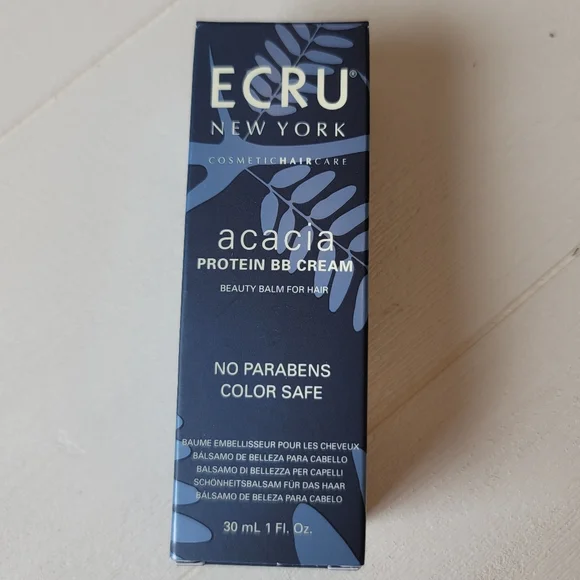 ECRU®
NEW YORK
COSMETICHAIRCARE
acacia
PROTEIN BB CREAM
BEAUTY BALM FOR HAIR
NO PARABENS
COLOR SAFE
BAUME EMBELLISSEUR POUR LES CHEVEUX
BÁLSAMO DE BELLEZA PARA CABELLO
BALSAMO DI BELLEZZA PER CAPELLI
SCHÖNHEITSBALSAM FÜR DAS HAAR
BÁLSAMO DE BELEZA PARA CABELO
30 mL 1 Fl. Oz.